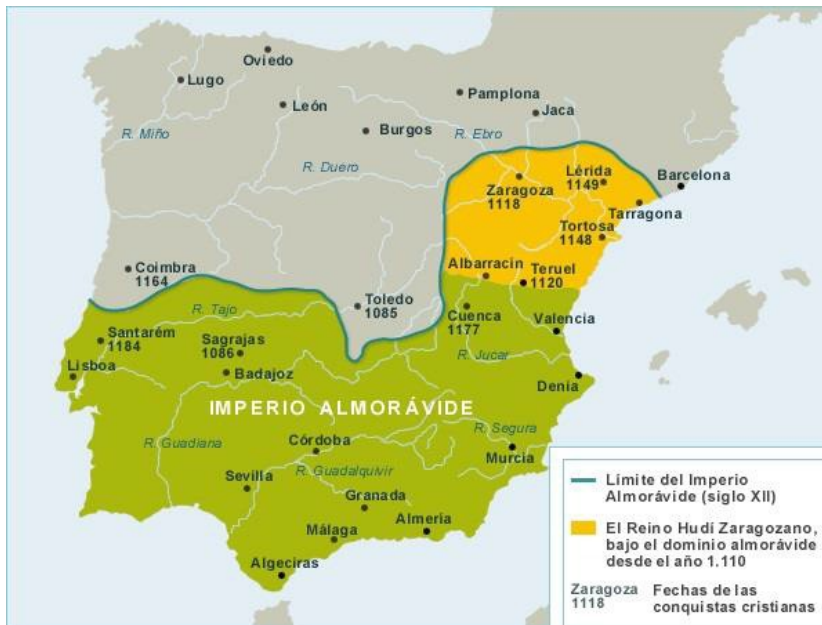 Oviedo
Lugo
León
Pamplona
Jaca
Burgos
R. Miño
R. Ebro
R. Duero
Zaragoza
1118
Lérida
1149
Barcelona
Tarragona
Tortosa
1148
Coimbra
1164
Albarracín
Teruel
1120
Toledo
1085
Cuenca
1177
Valencia
R. Tajo
Santarém
1184
Sagrajas
1086
Lisboa
Badajoz
R. Jucar
Denia
IMPERIO ALMORÁVIDE
R. Guadiana
Córdoba
R. Segura
Murcia
Sevilla
R. Guadalquivir
Granada
Almería
Málaga
Algeciras
Límite del Imperio
Almorávide (siglo XII)
El Reino Hudí Zaragozano,
bajo el dominio almorávide
desde el año 1.110
Zaragoza
1118
Fechas de las
conquistas cristianas